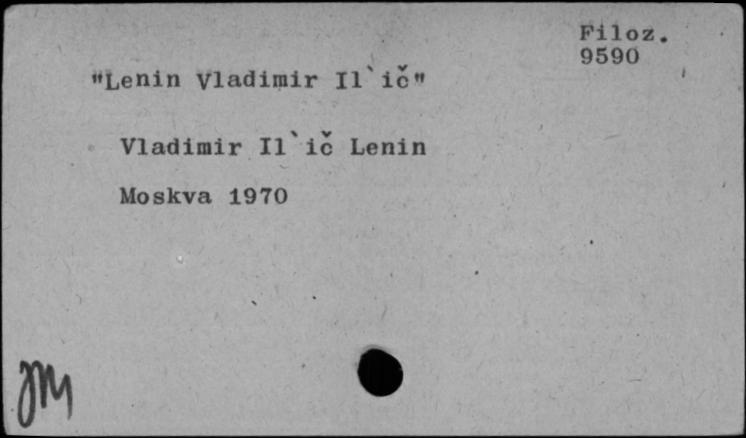 Filoz.
9590
"Lenin Vladimir Il`ič"
Vladimir Il`ič Lenin
Moskva 1970